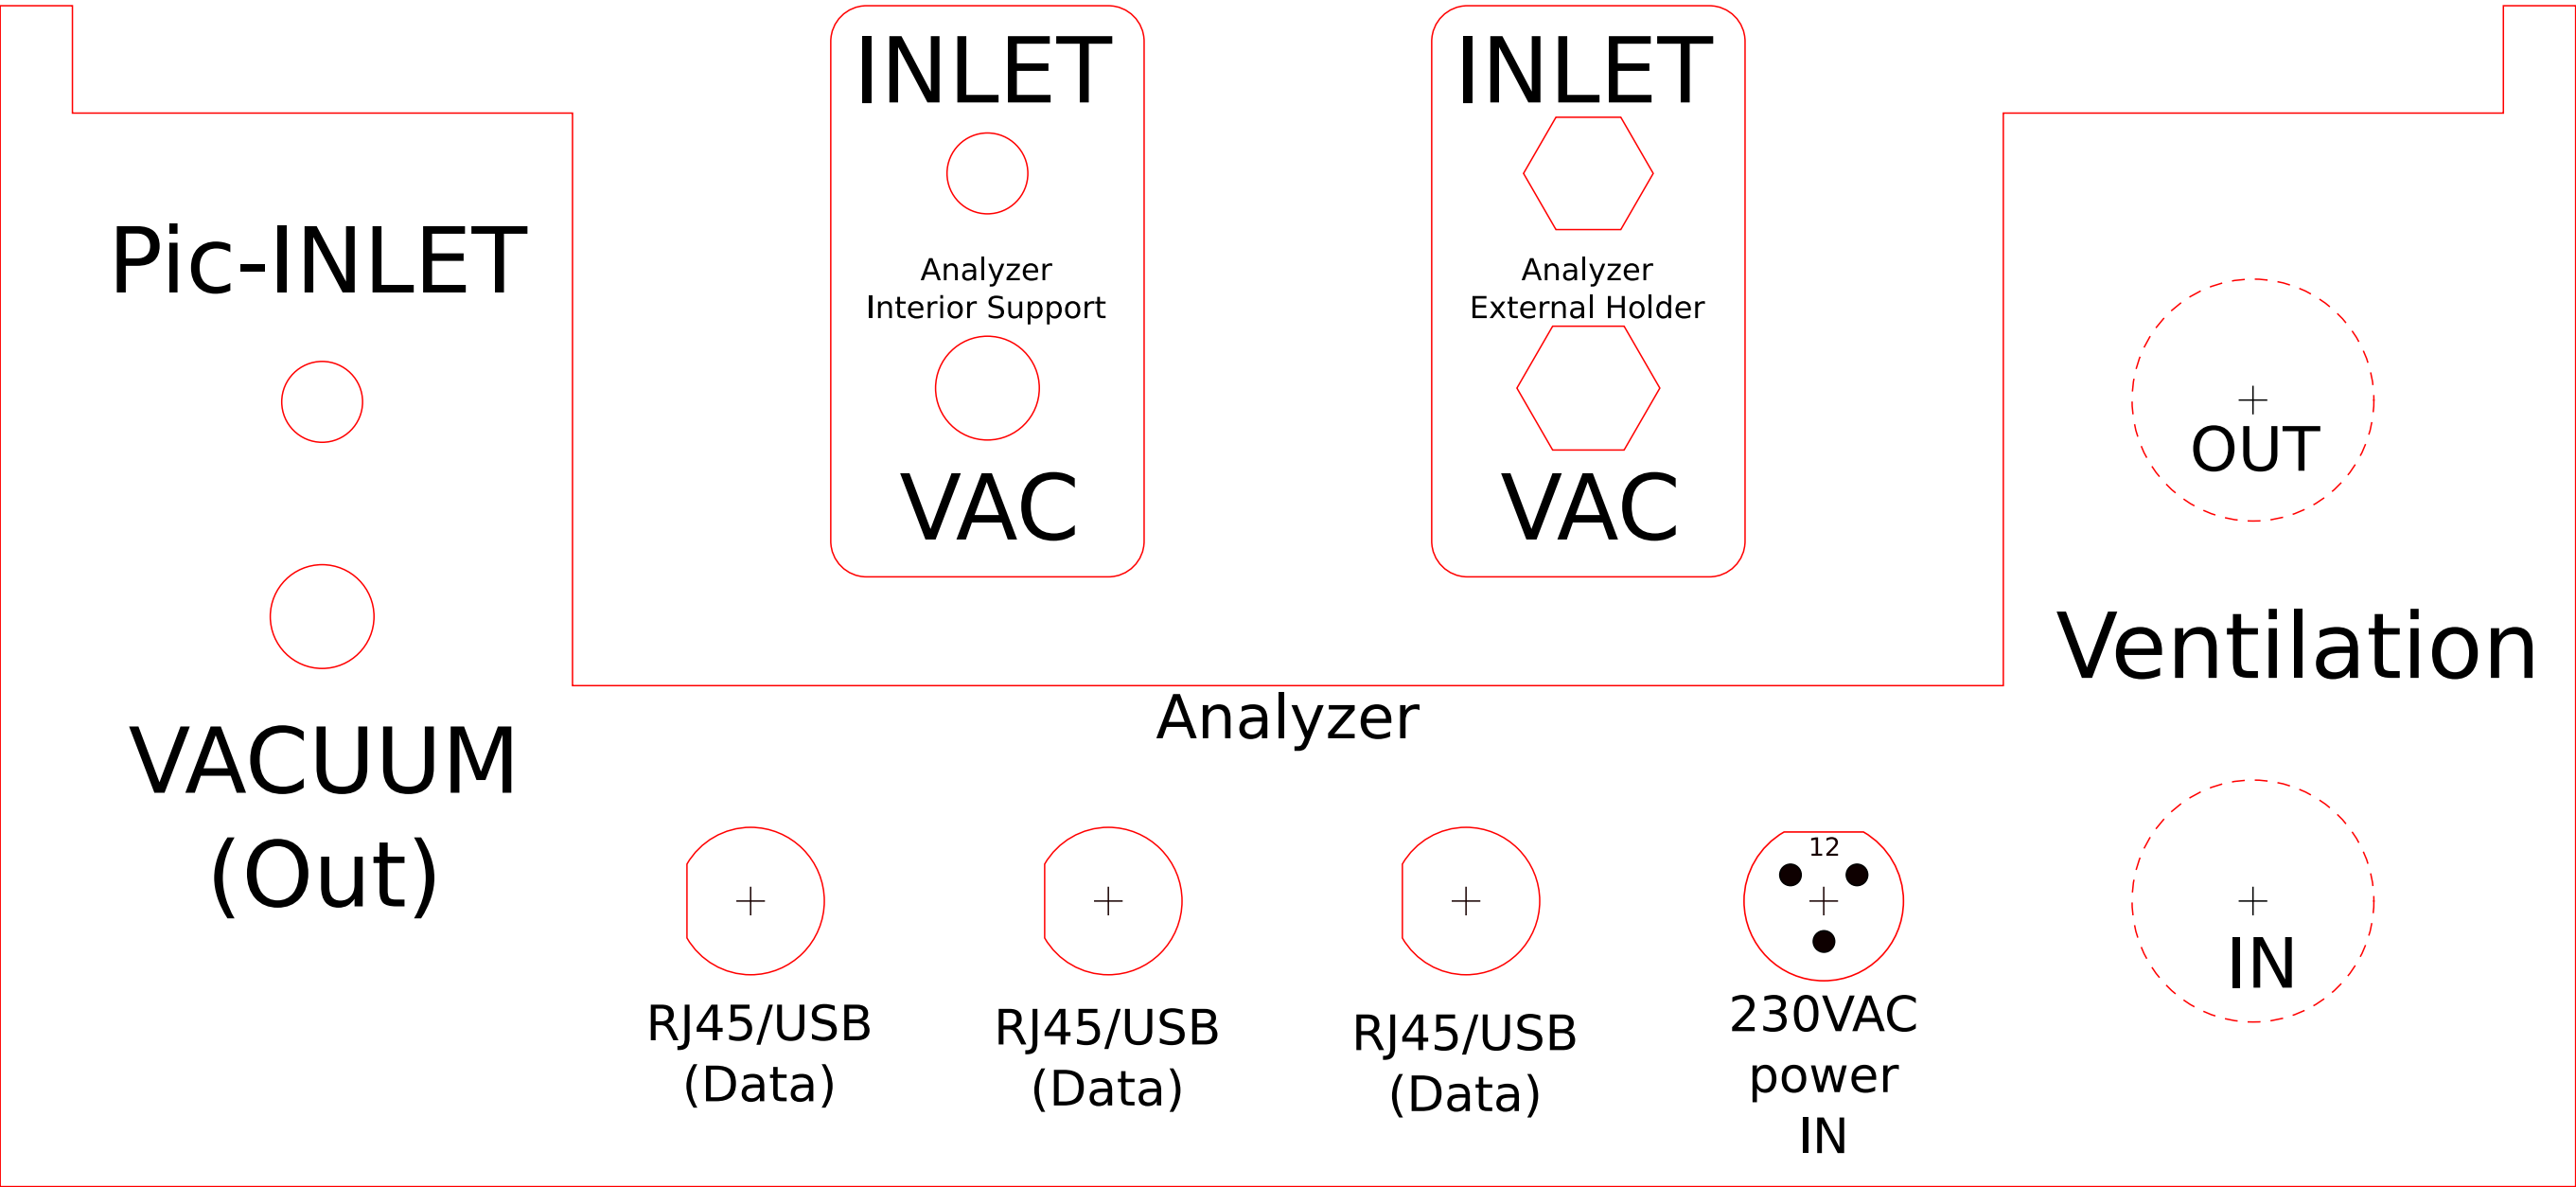 INLET
Analyzer
Interior Support
VAC
INLET
Analyzer
External Holder
VAC
Pic-INLET
VACUUM
(Out)
OUT
Ventilation
IN
Analyzer
RJ45/USB
(Data)
RJ45/USB
(Data)
RJ45/USB
(Data)
12
230VAC
power
IN